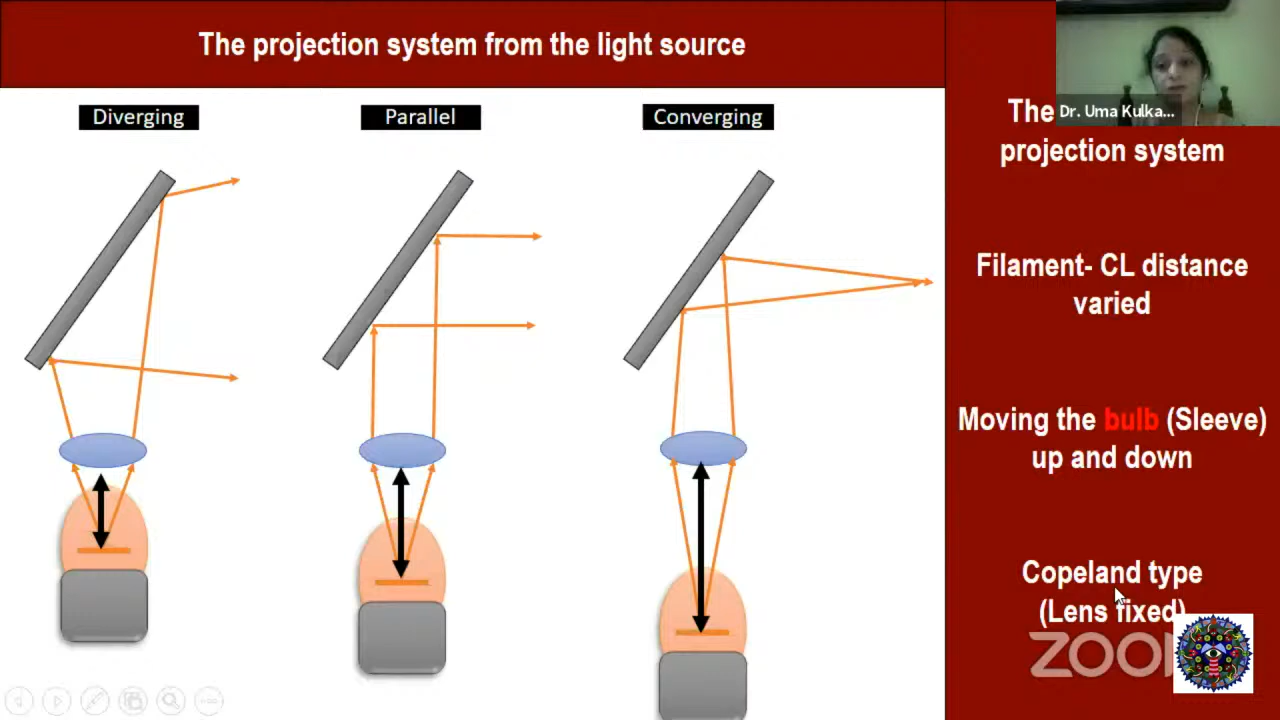 The projection system from the light source
Diverging
Parallel
Converging
Dr. Uma Kulka...
The
projection system
Filament- CL distance
varied
Moving the bulb (Sleeve)
up and down
Copeland type
(Lens fixed)
ZOO